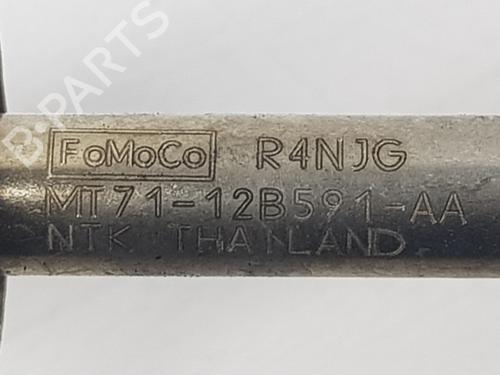 B-PARTS
FoMoCo R4NJG
MT71-12B591-AA
NTK THAILAND